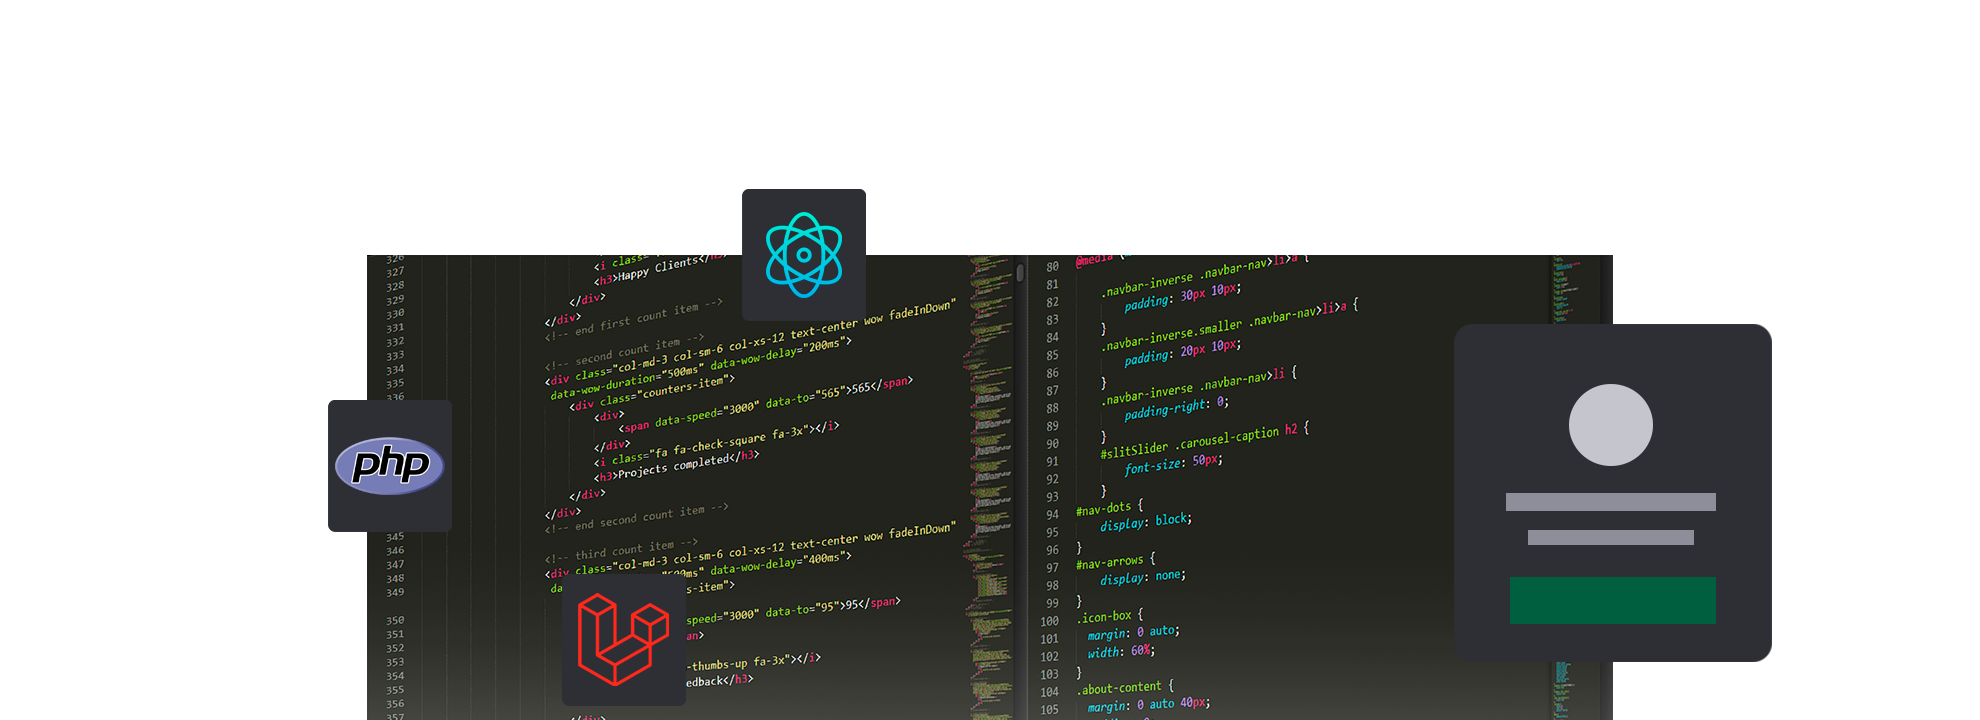 326
327
328
329
330
331
332
333
334
335
336
<i class="
<h3>Happy Clients</h3>
</div>
</div>
<!-- end first count item -->
<!-- second count item -->
<div class="col-md-3 col-sm-6 col-xs-12 text-center wow fadeInDown"
data-wow-duration="500ms" data-wow-delay="200ms">
<div class="counters-item">
<div>
<span data-speed="3000" data-to="565">565</span>
</div>
<i class="fa fa-check-square fa-3x"></i>
<h3>Projects completed</h3>
</div>
</div>
<!-- end second count item -->
<!-- third count item -->
<div class="col-md-3 col-sm-6 col-xs-12 text-center wow fadeInDown"
da
"500ms" data-wow-delay="400ms">
s-item">
speed="3000" data-to="95">95</span>
an>
-thumbs-up fa-3x"></i>
edback</h3>
</div>
php
345
346
347
348
349
350
351
352
353
354
355
356
357
80 @media
81 .navbar-inverse .navbar-nav>li>a {
82 padding: 30px 10px;
83 }
84 .navbar-inverse.smaller .navbar-nav>li>a {
85 padding: 20px 10px;
86 }
87 .navbar-inverse .navbar-nav>li {
88 padding-right: 0;
89 }
90 #slitSlider .carousel-caption h2 {
91 font-size: 50px;
92 }
93
94 #nav-dots {
95 display: block;
96 }
97 #nav-arrows {
98 display: none;
99 }
100 .icon-box {
101 margin: 0 auto;
102 width: 60%;
103 }
104 .about-content {
105 margin: 0 auto 40px;